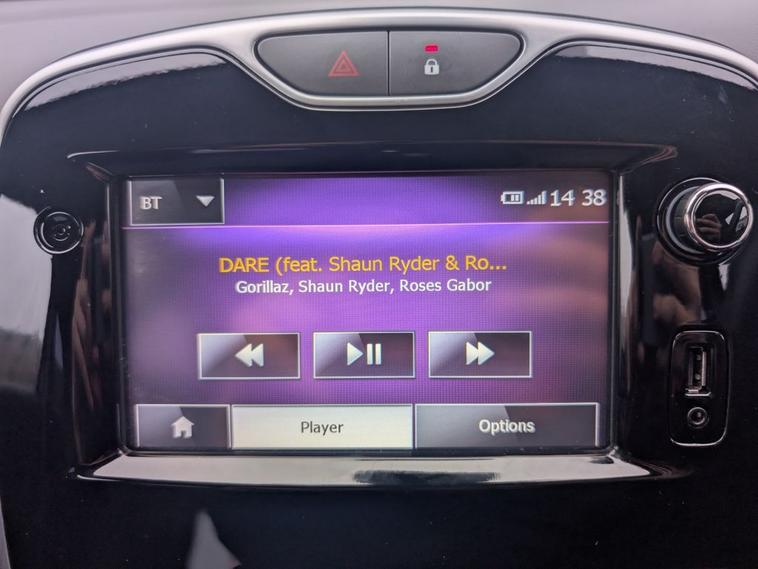 BT
14 38
DARE (feat. Shaun Ryder & Ro...
Gorillaz, Shaun Ryder, Roses Gabor
Player
Options